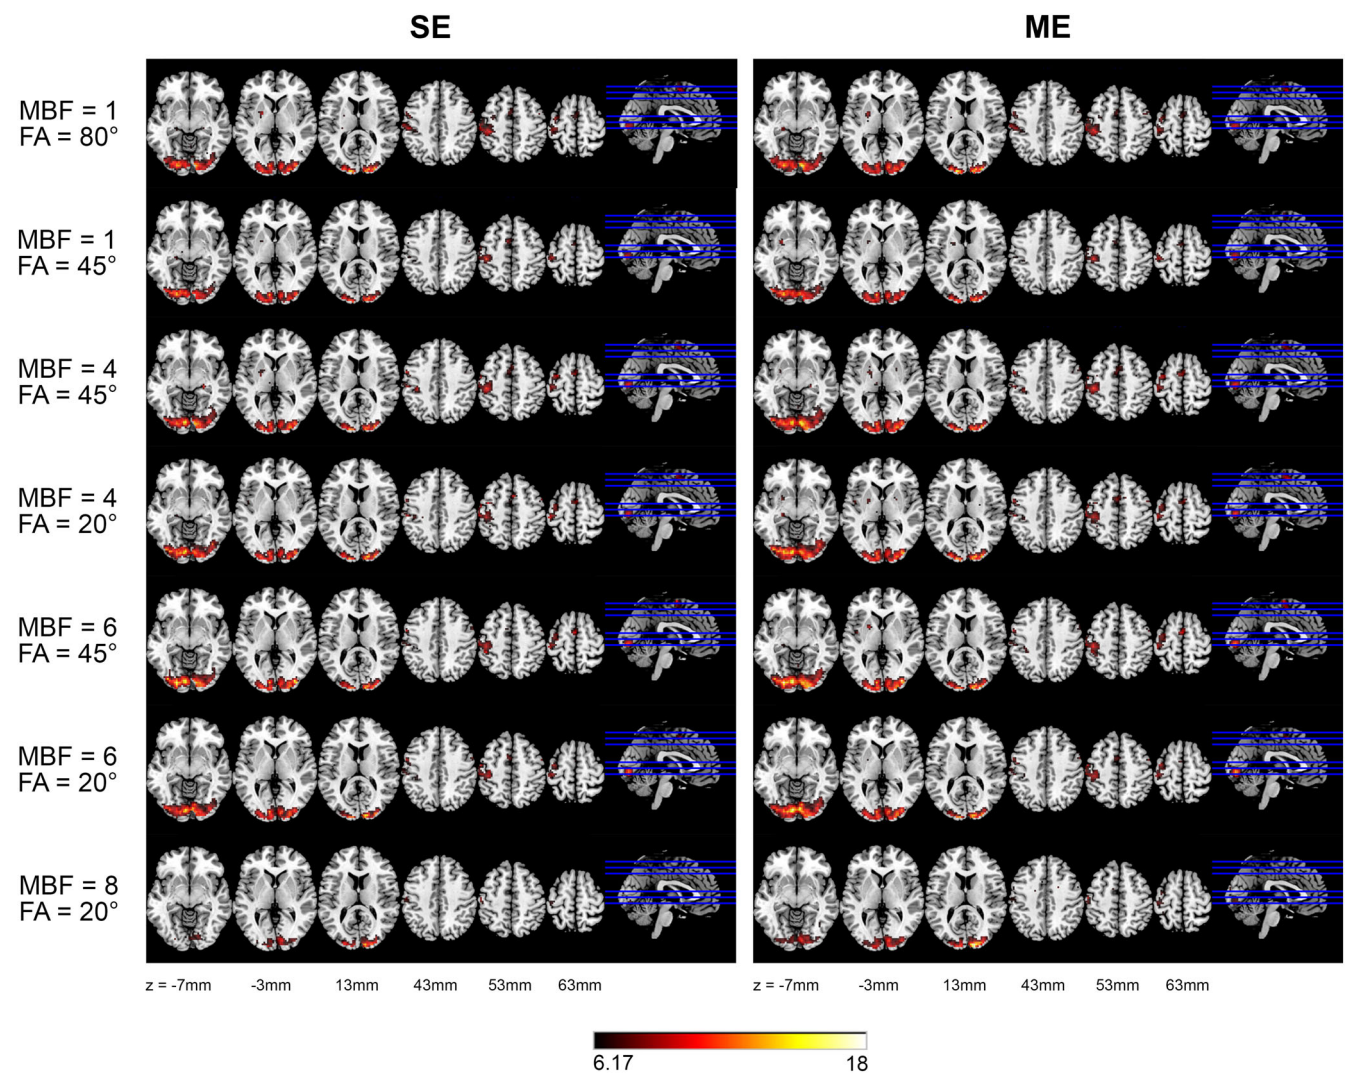 SE ME
MBF = 1
FA = 80°
MBF = 1
FA = 45°
MBF = 4
FA = 45°
MBF = 4
FA = 20°
MBF = 6
FA = 45°
MBF = 6
FA = 20°
MBF = 8
FA = 20°
z = -7mm -3mm 13mm 43mm 53mm 63mm z = -7mm -3mm 13mm 43mm 53mm 63mm
6.17 18